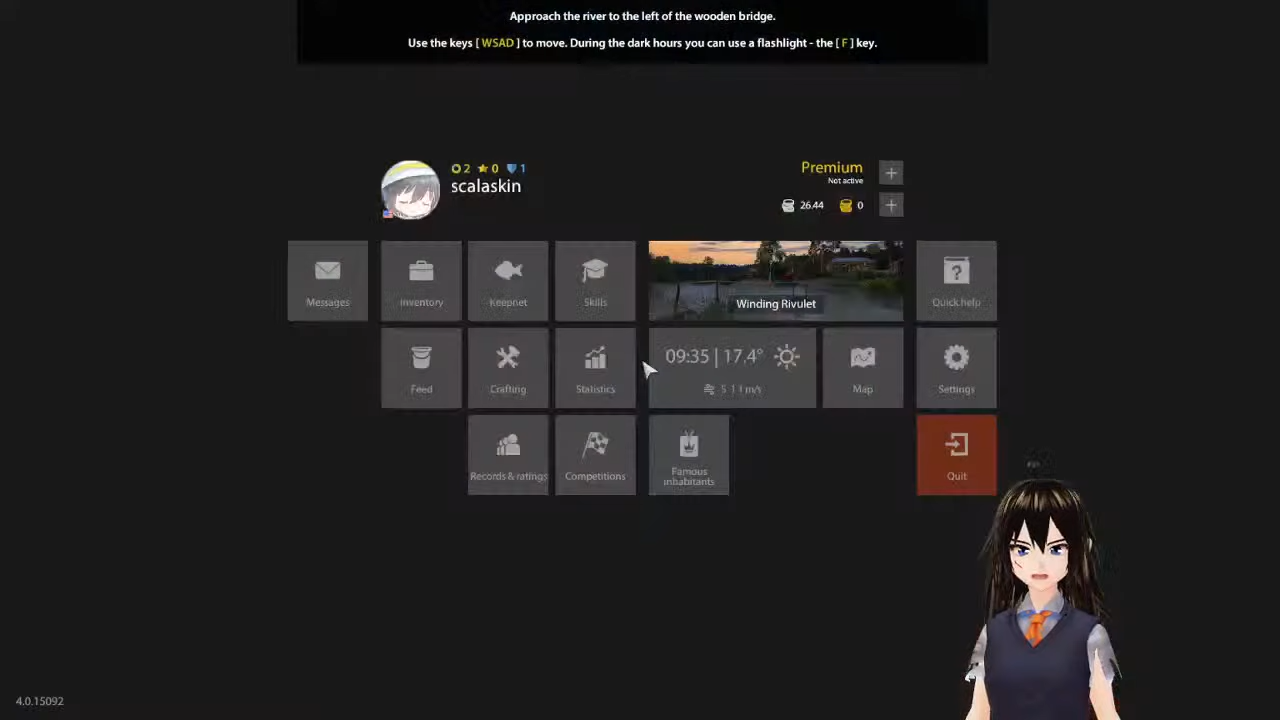 Approach the river to the left of the wooden bridge.
Use the keys [ WSAD ] to move. During the dark hours you can use a flashlight - the [ F ] key.
2 0 1
scalaskin
Premium
Not active
26.44 0
Messages
Inventory
Keepnet
Skills
Winding Rivulet
Quick help
Feed
Crafting
Statistics
09:35 | 17.4°
m/s
Map
Settings
Records & ratings
Competitions
Famous
inhabitants
Quit
4.0.15092